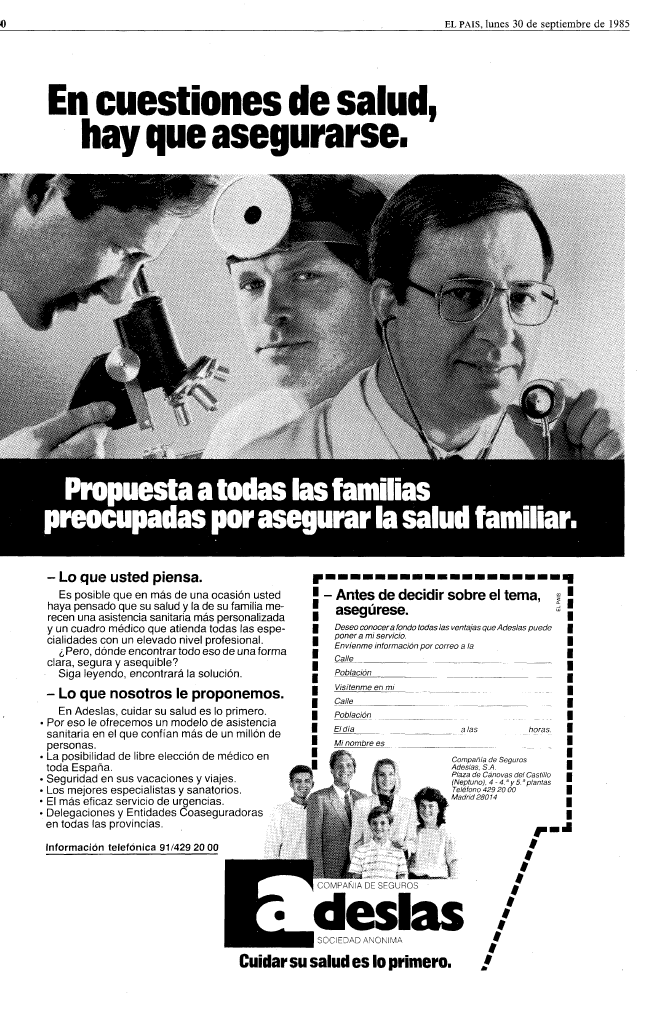 0
EL PAIS, lunes 30 de septiembre de 1985
En cuestiones de salud,
hay que asegurarse.
Propuesta a todas las familias
preocupadas por asegurar la salud familiar.
– Lo que usted piensa.
Es posible que en más de una ocasión usted
haya pensado que su salud y la de su familia me-
recen una asistencia sanitaria más personalizada
y un cuadro médico que atienda todas las espe-
cialidades con un elevado nivel profesional.
¿Pero, dónde encontrar todo eso de una forma
clara, segura y asequible?
Siga leyendo, encontrará la solución.
– Lo que nosotros le proponemos.
En Adeslas, cuidar su salud es lo primero.
• Por eso le ofrecemos un modelo de asistencia
sanitaria en el que confían más de un millón de
personas.
• La posibilidad de libre elección de médico en
toda España.
• Seguridad en sus vacaciones y viajes.
• Los mejores especialistas y sanatorios.
• El más eficaz servicio de urgencias.
• Delegaciones y Entidades Coaseguradoras
en todas las provincias.
Información telefónica 91/429 20 00
– Antes de decidir sobre el tema,
asegúrese.
EL PAIS
Deseo conocer a fondo todas las ventajas que Adeslas puede
poner a mi servicio.
Envíenme información por correo a la
Calle
Población
Visítenme en mi
Calle
Población
El día a las horas.
Mi nombre es
Compañía de Seguros
Adeslas, S.A.
Plaza de Canovas del Castillo
(Neptuno), 4 - 4.ª y 5.ª plantas
Teléfono 429 20 00
Madrid 28014
COMPAÑIA DE SEGUROS
adeslas
SOCIEDAD ANONIMA
Cuidar su salud es lo primero.